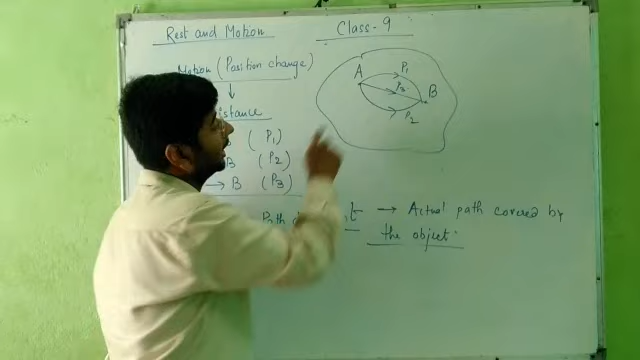 Rest and Motion
Class-9
Motion (Position change)
A
P1
P3
B
P2
istance
(P1)
B (P2)
→ B (P3)
Path → Actual path covered by
the object.